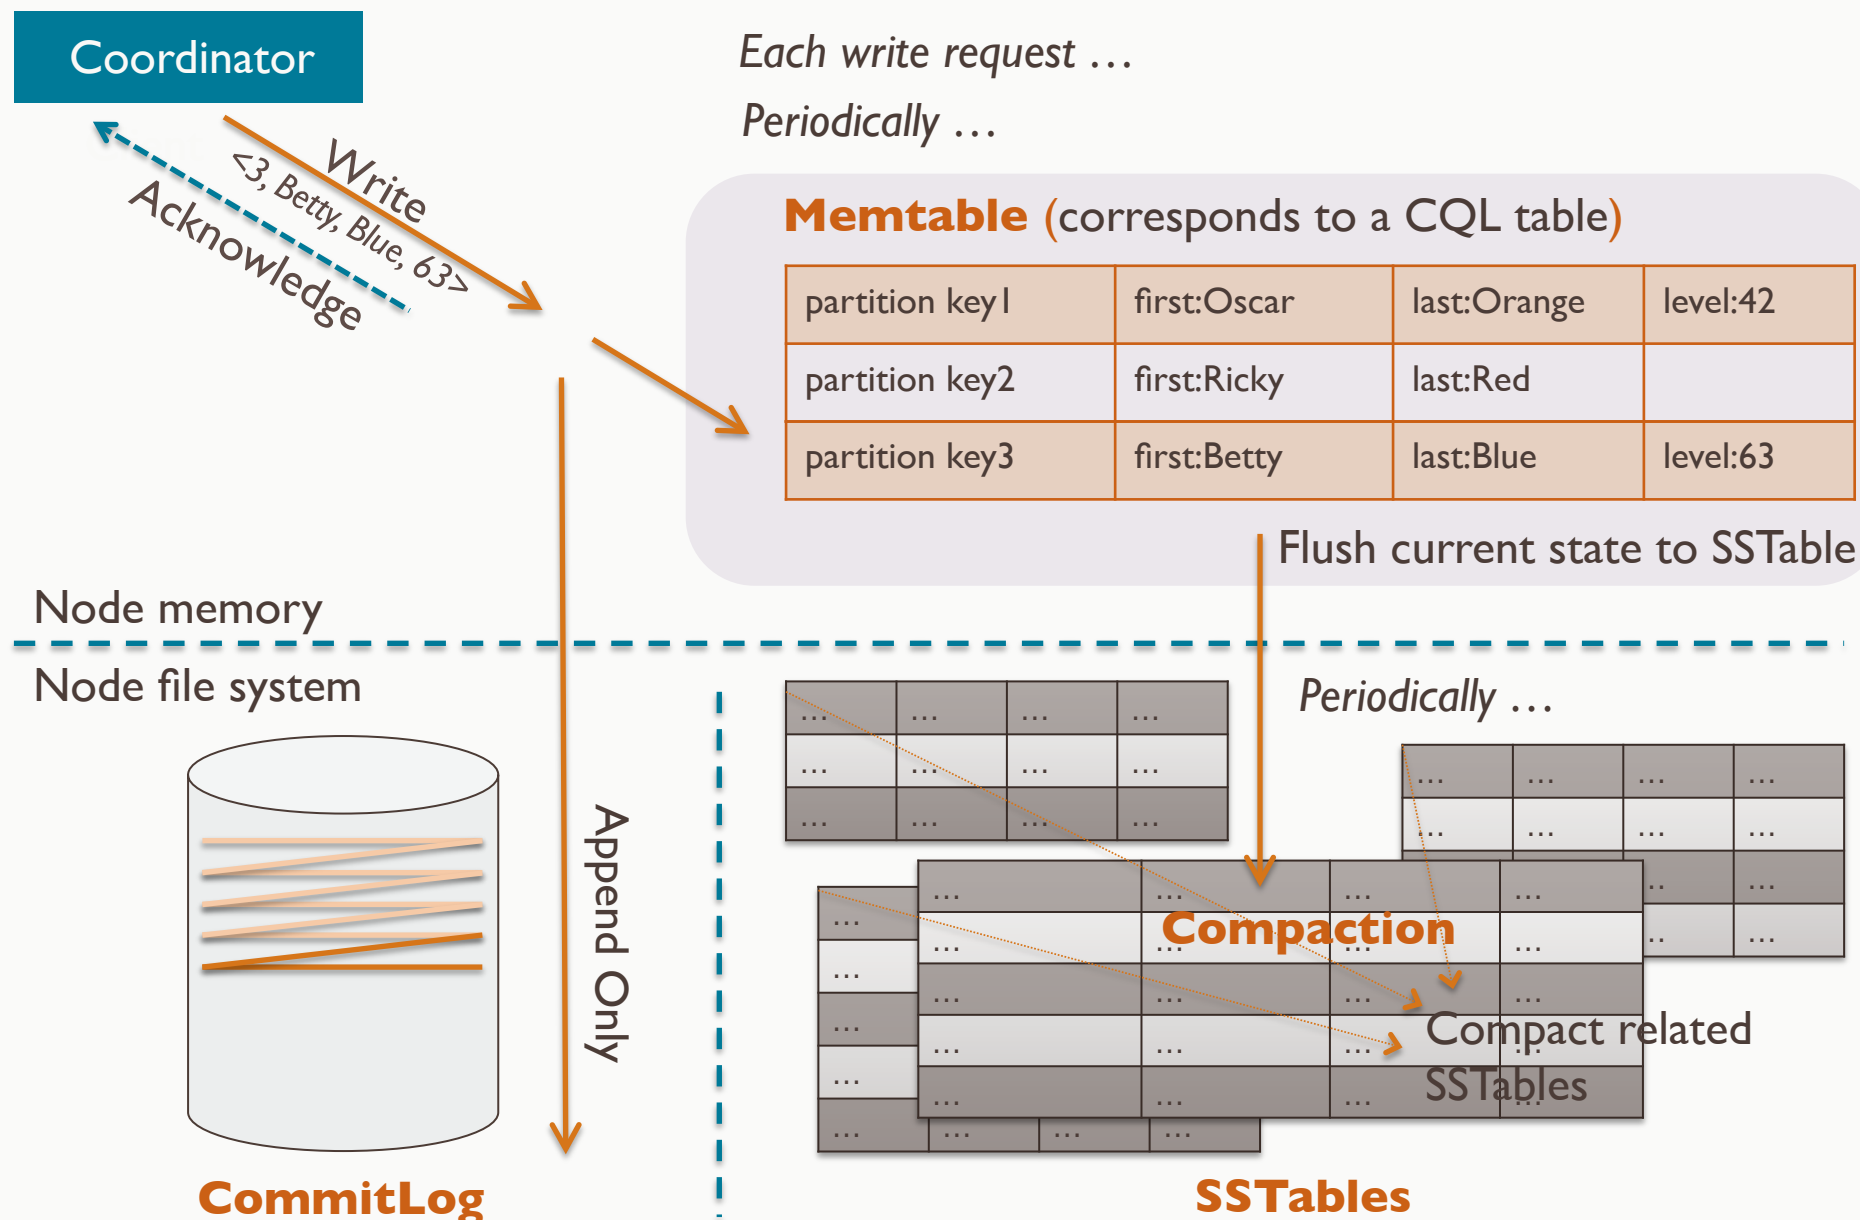 Coordinator
Each write request …
Periodically …
Write
<3, Betty, Blue, 63>
Acknowledge
Memtable (corresponds to a CQL table)
partition key1 first:Oscar last:Orange level:42
partition key2 first:Ricky last:Red
partition key3 first:Betty last:Blue level:63
Flush current state to SSTable
Node memory
Node file system
Periodically …
Append Only
… … … …
… … … …
… … … …
… … … …
… … … …
..
.. …
… … … …
… … … …
… … … …
… … … …
… … … …
…
…
…
…
… … … …
Compaction
Compact related
SSTables
CommitLog
SSTables